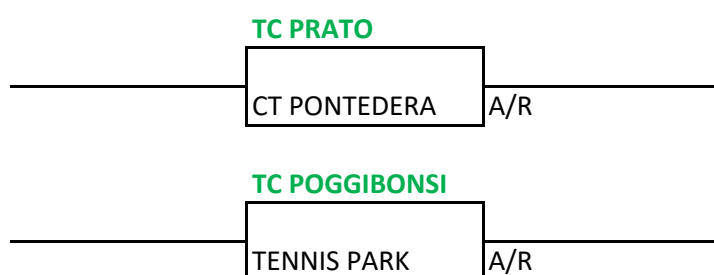 TC PRATO
CT PONTEDERA A/R
TC POGGIBONSI
TENNIS PARK A/R